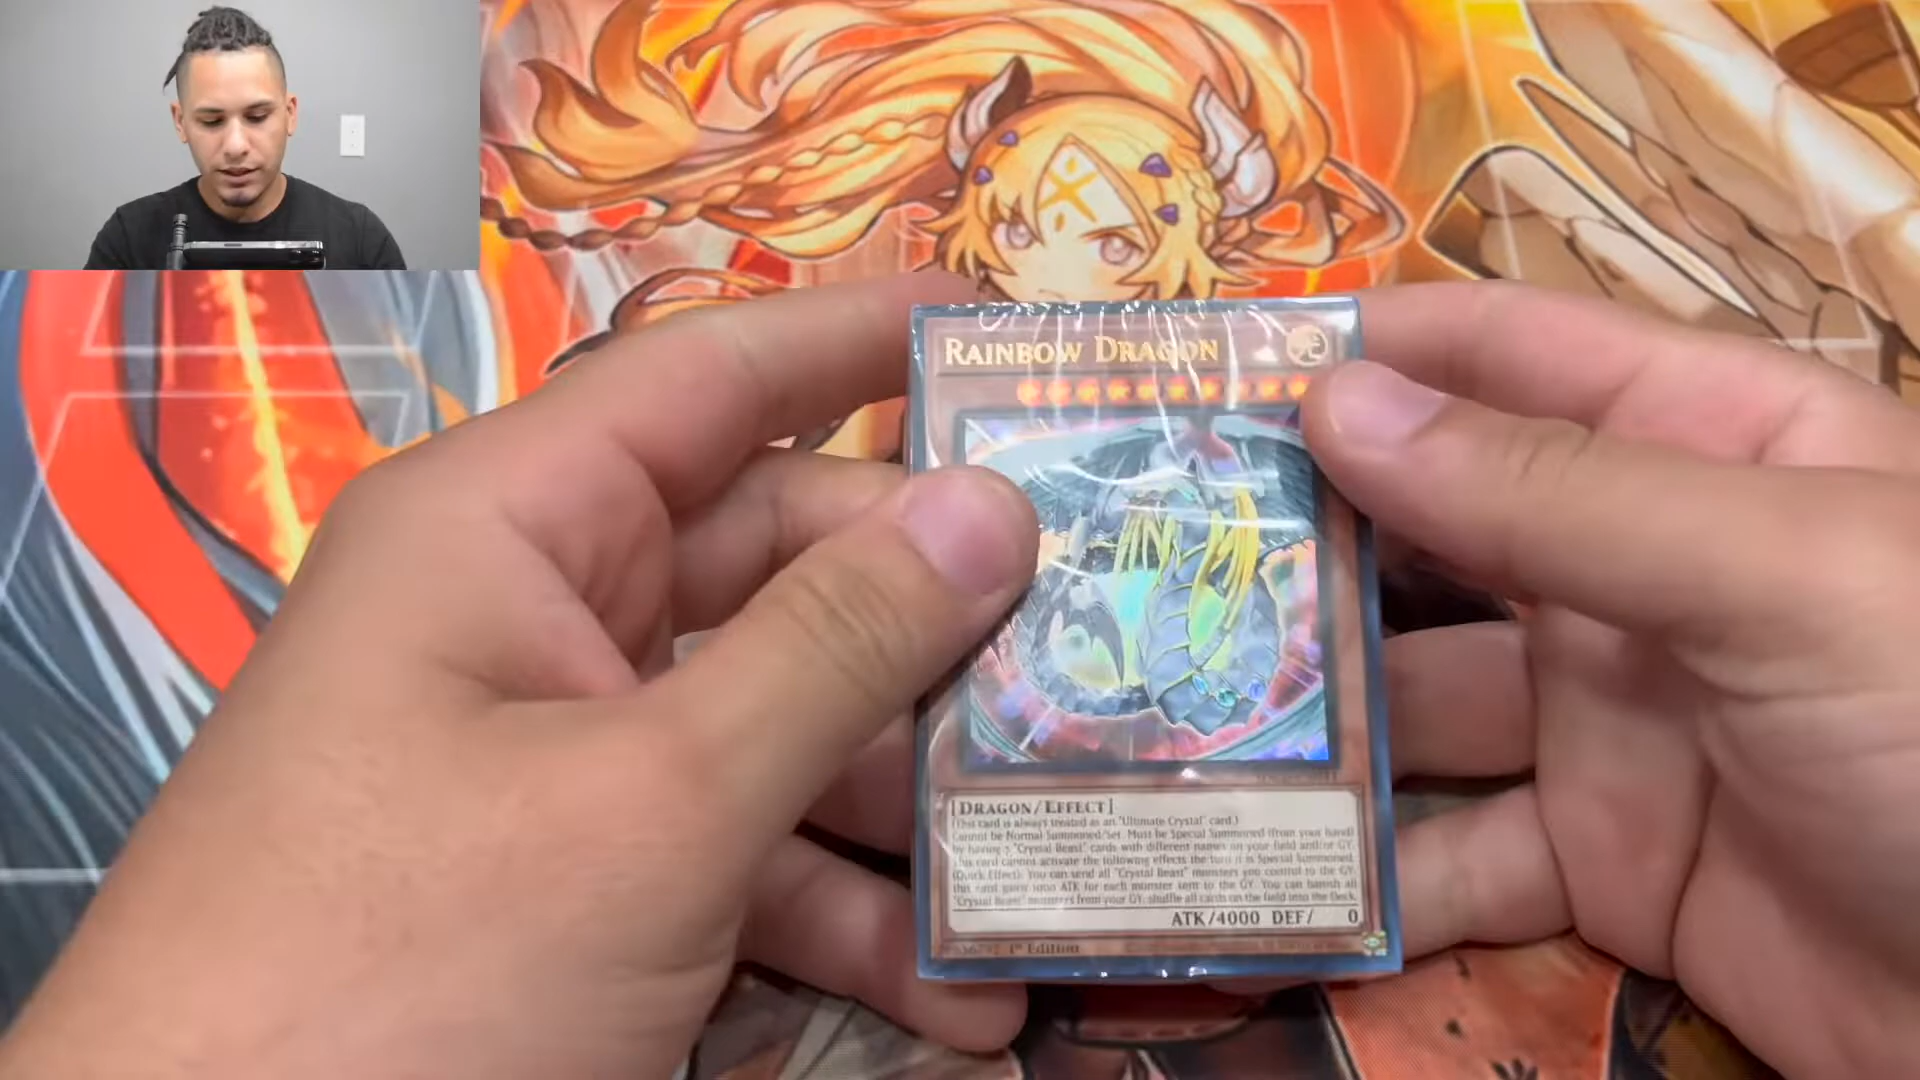 RAINBOW DRAGON
[DRAGON/EFFECT]
(This card is always treated as an "Ultimate Crystal" card.)
Cannot be Normal Summoned/Set. Must be Special Summoned (from your hand)
by having 7 "Crystal Beast" cards with different names on your field and/or GY.
This card cannot activate the following effects the turn it is Special Summoned.
(Quick Effect): You can send all "Crystal Beast" monsters you control to the GY;
this card gains 1000 ATK for each monster sent to the GY. You can banish all
"Crystal Beast" monsters from your GY; shuffle all cards on the field into the Deck.
ATK/4000 DEF/ 0
1st Edition